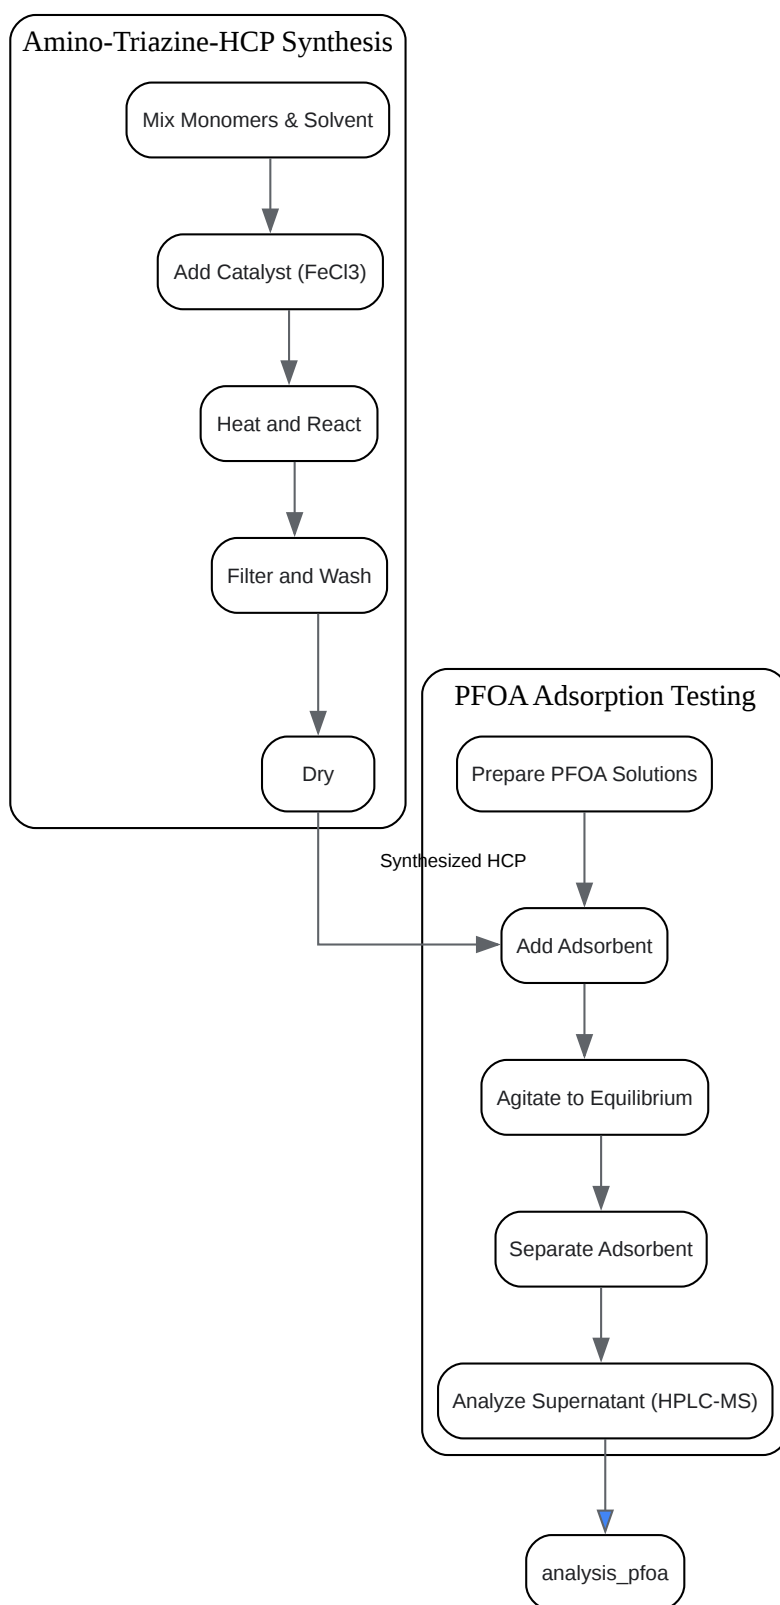 Amino-Triazine-HCP Synthesis
Mix Monomers & Solvent
Add Catalyst (FeCl3)
Heat and React
Filter and Wash
Dry
PFOA Adsorption Testing
Prepare PFOA Solutions
Synthesized HCP
Add Adsorbent
Agitate to Equilibrium
Separate Adsorbent
Analyze Supernatant (HPLC-MS)
analysis_pfoa